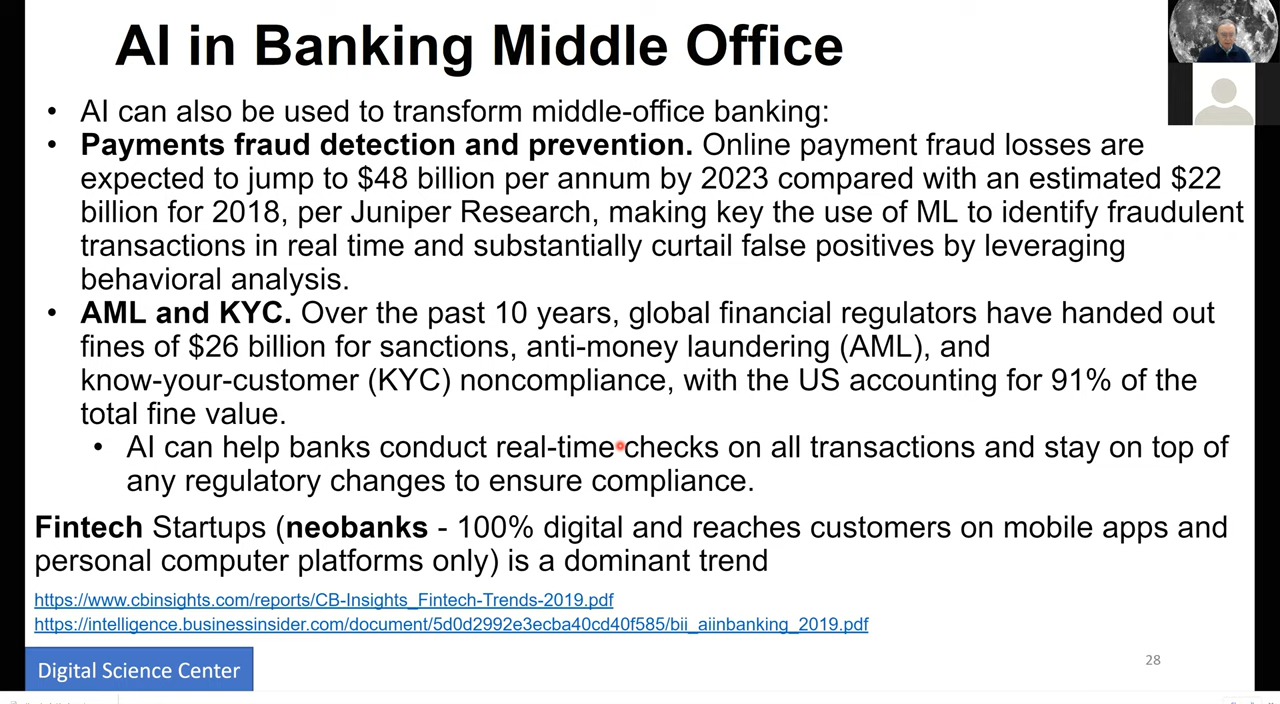 AI in Banking Middle Office
• AI can also be used to transform middle-office banking:
• Payments fraud detection and prevention. Online payment fraud losses are
expected to jump to $48 billion per annum by 2023 compared with an estimated $22
billion for 2018, per Juniper Research, making key the use of ML to identify fraudulent
transactions in real time and substantially curtail false positives by leveraging
behavioral analysis.
• AML and KYC. Over the past 10 years, global financial regulators have handed out
fines of $26 billion for sanctions, anti-money laundering (AML), and
know-your-customer (KYC) noncompliance, with the US accounting for 91% of the
total fine value.
• AI can help banks conduct real-time checks on all transactions and stay on top of
any regulatory changes to ensure compliance.
Fintech Startups (neobanks - 100% digital and reaches customers on mobile apps and
personal computer platforms only) is a dominant trend
https://www.cbinsights.com/reports/CB-Insights_Fintech-Trends-2019.pdf
https://intelligence.businessinsider.com/document/5d0d2992e3ecba40cd40f585/bii_aiinbanking_2019.pdf
Digital Science Center
28